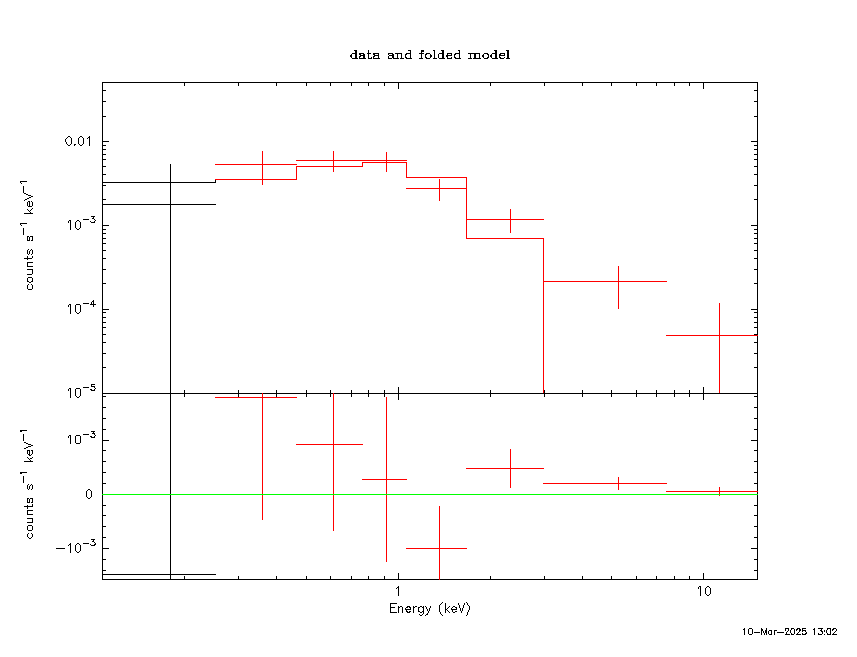 data and folded model
0.01
10−3
10−4
10−5
counts s−1 keV−1
10−3
0
−10−3
counts s−1 keV−1
1
10
Energy (keV)
10−Mar−2025 13:02